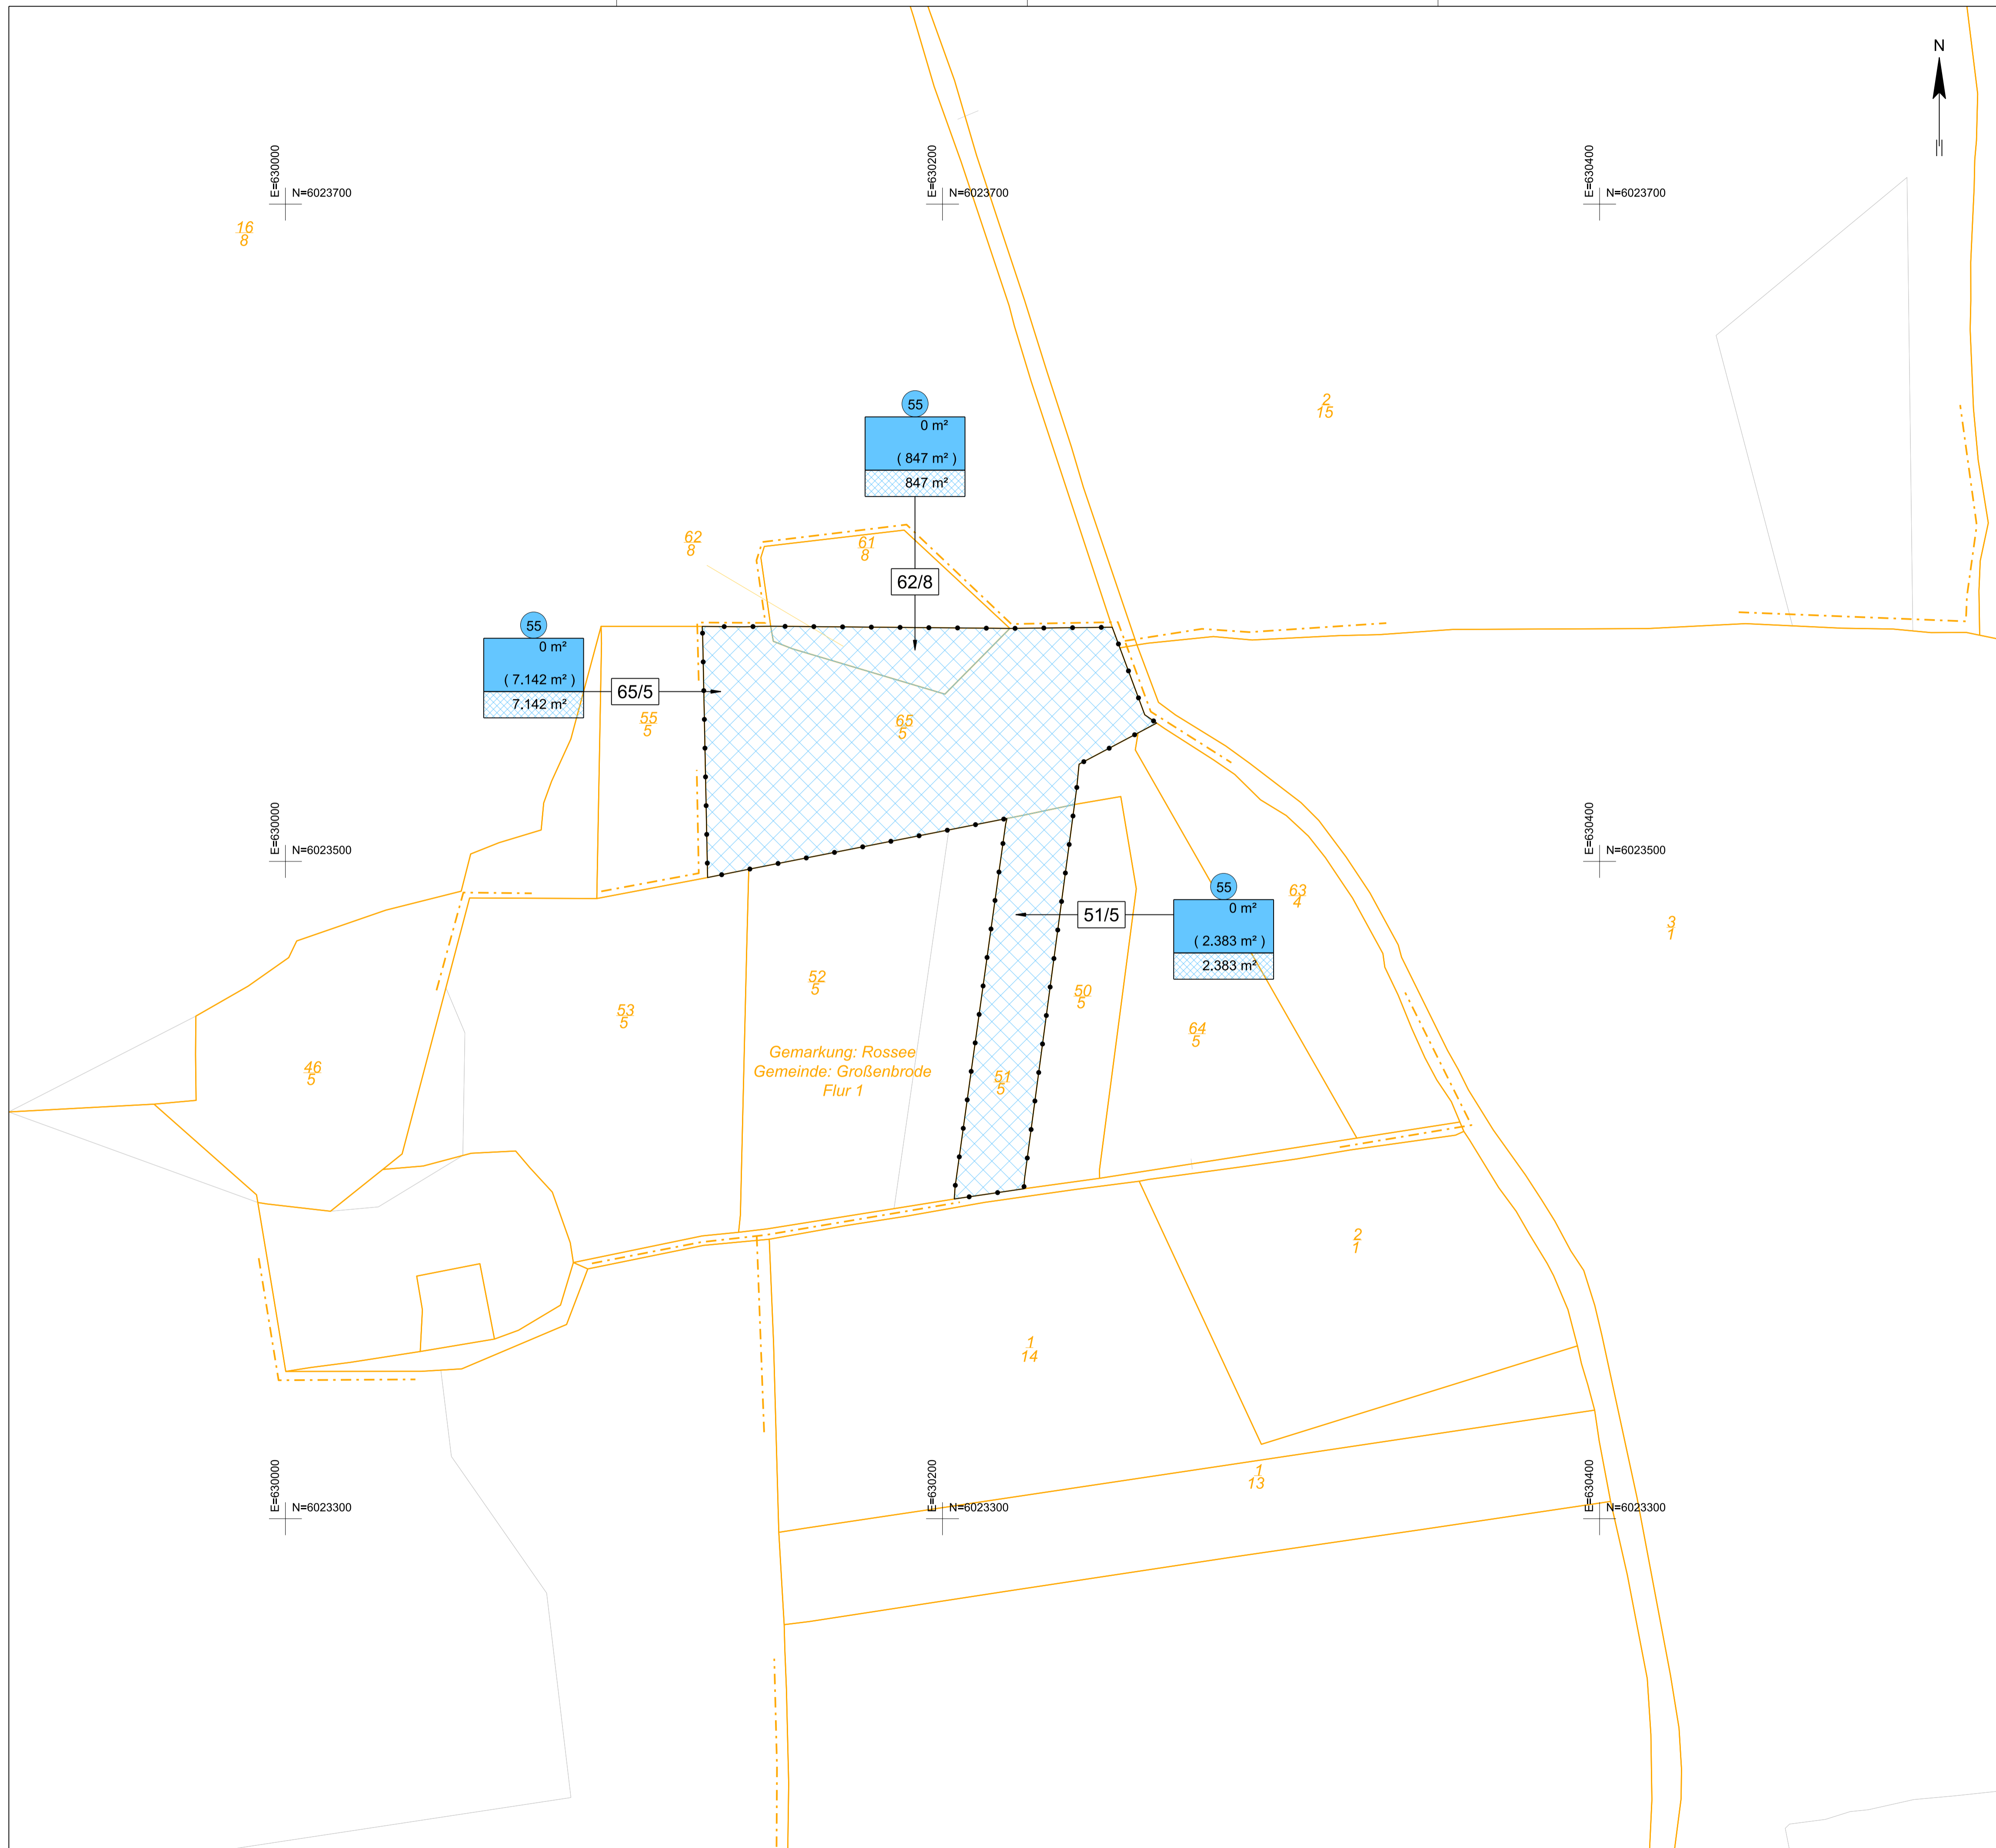 N
E=630000
N=6023700
E=630200
N=6023700
E=630400
N=6023700
16
8
2
15
55
0 m²
( 847 m² )
847 m²
62
8
61
8
62/8
55
0 m²
( 7.142 m² )
7.142 m²
65/5
55
5
65
5
E=630000
N=6023500
E=630400
N=6023500
55
0 m²
( 2.383 m² )
2.383 m²
51/5
63
4
3
1
52
5
50
5
53
5
64
5
Gemarkung: Rossee
Gemeinde: Großenbrode
Flur 1
46
5
51
5
2
1
1
14
1
13
E=630000
N=6023300
E=630200
N=6023300
E=630400
N=6023300